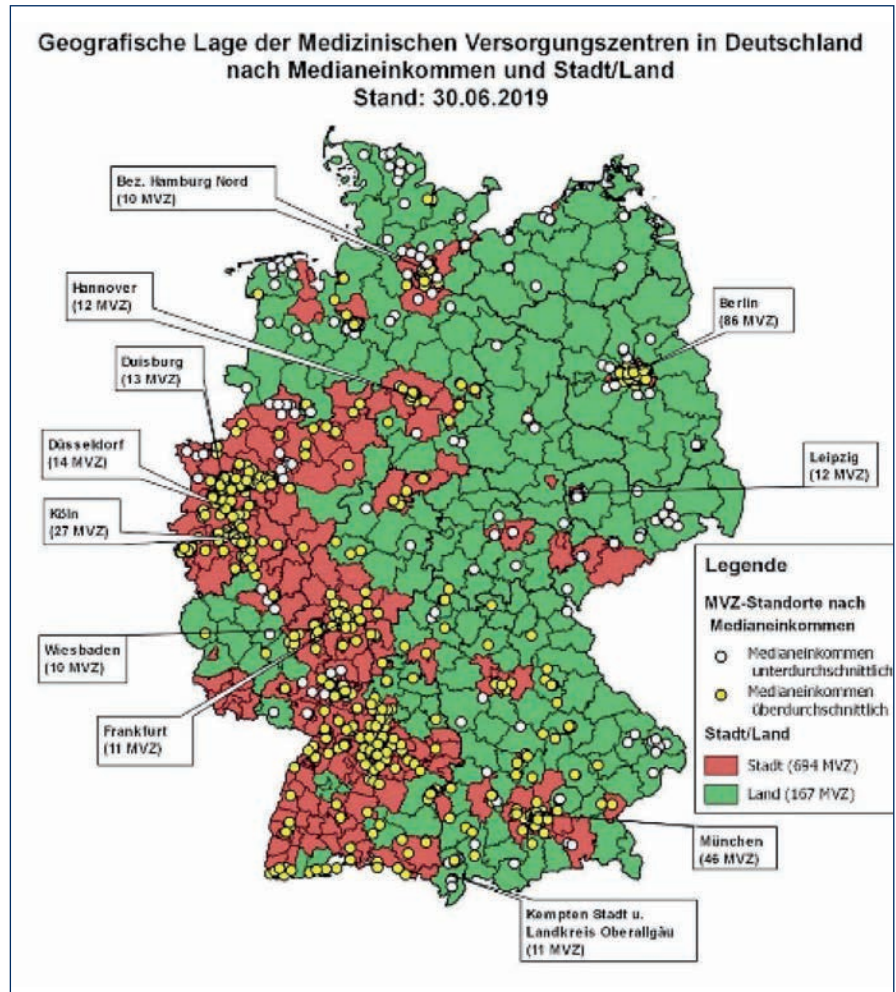 Geografische Lage der Medizinischen Versorgungszentren in Deutschland
nach Medianeinkommen und Stadt/Land
Stand: 30.06.2019
Bez. Hamburg Nord
(10 MVZ)
Hannover
(12 MVZ)
Berlin
(86 MVZ)
Duisburg
(13 MVZ)
Düsseldorf
(14 MVZ)
Leipzig
(12 MVZ)
Köln
(27 MVZ)
Wiesbaden
(10 MVZ)
Frankfurt
(11 MVZ)
Legende
MVZ-Standorte nach
Medianeinkommen
Medianeinkommen
unterdurchschnittlich
Medianeinkommen
überdurchschnittlich
Stadt/Land
Stadt (694 MVZ)
Land (167 MVZ)
München
(46 MVZ)
Kempten Stadt u.
Landkreis Oberallgäu
(11 MVZ)